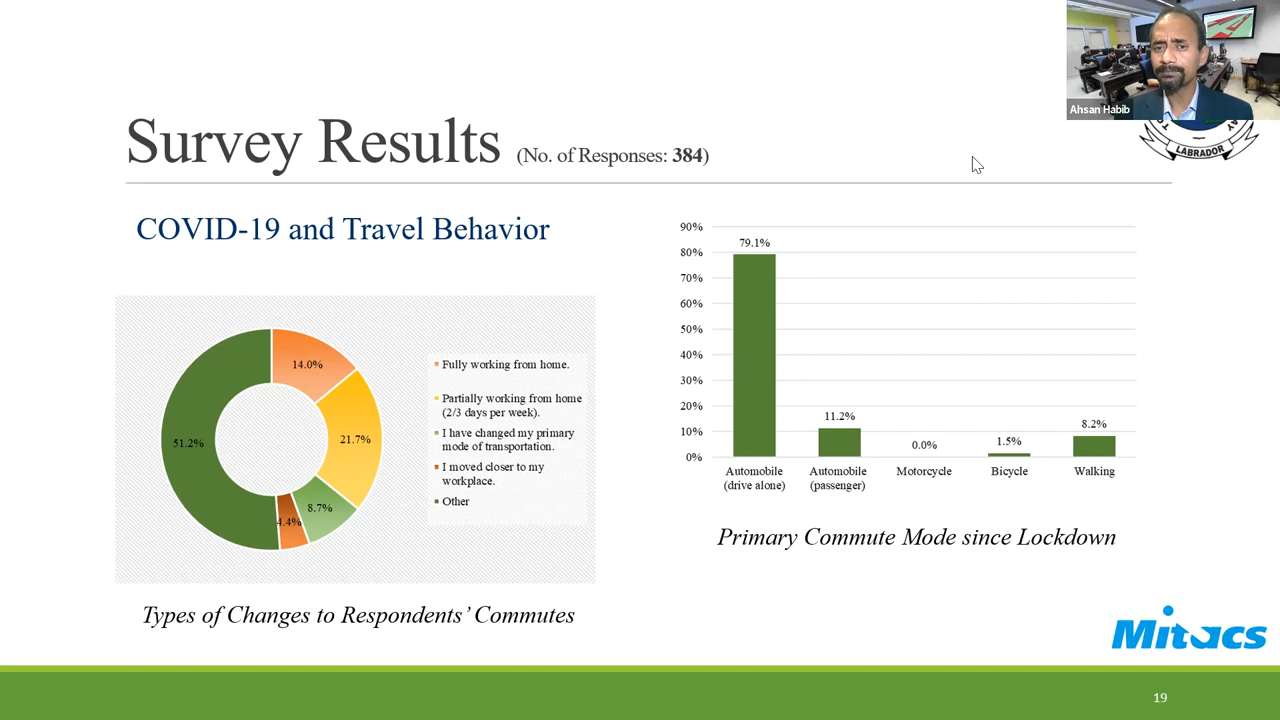 Ahsan Habib
LABRADOR
Survey Results (No. of Responses: 384)
COVID-19 and Travel Behavior
14.0%
21.7%
8.7%
4.4%
51.2%
Fully working from home.
Partially working from home
(2/3 days per week).
I have changed my primary
mode of transportation.
I moved closer to my
workplace.
Other
Types of Changes to Respondents’ Commutes
90%
80%
70%
60%
50%
40%
30%
20%
10%
0%
79.1%
11.2%
0.0%
1.5%
8.2%
Automobile
(drive alone)
Automobile
(passenger)
Motorcycle
Bicycle
Walking
Primary Commute Mode since Lockdown
Mitacs
19